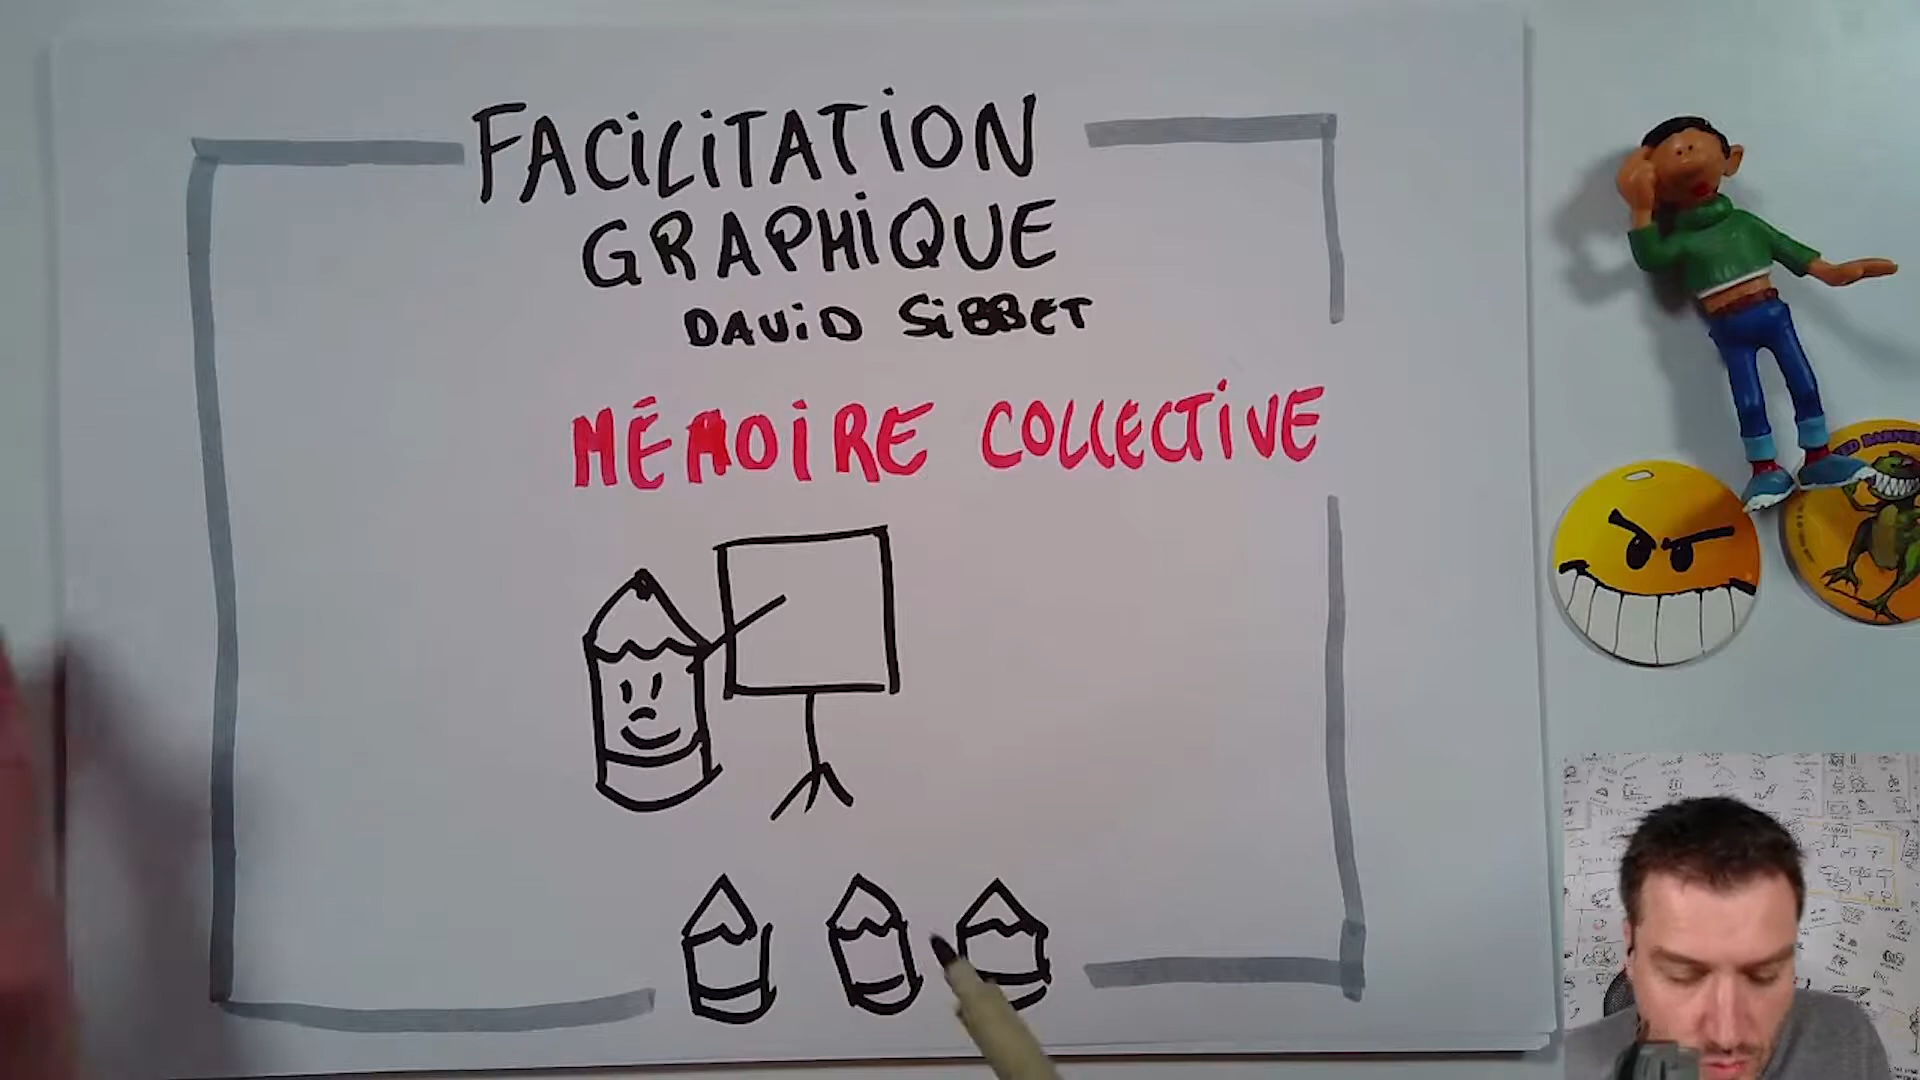 FACiLiTATiON
GRAPHiQUE
DAViD SiBBET
MÉMOiRE COLLECTiVE